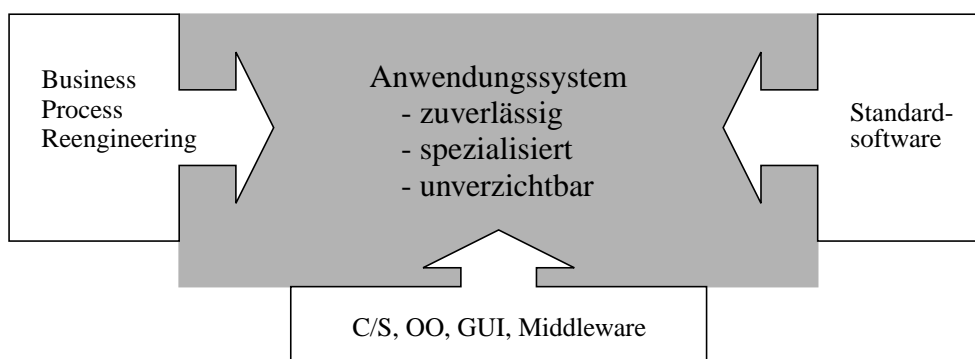 Business
Process
Reengineering
Anwendungssystem
- zuverlässig
- spezialisiert
- unverzichtbar
Standard-
software
C/S, OO, GUI, Middleware